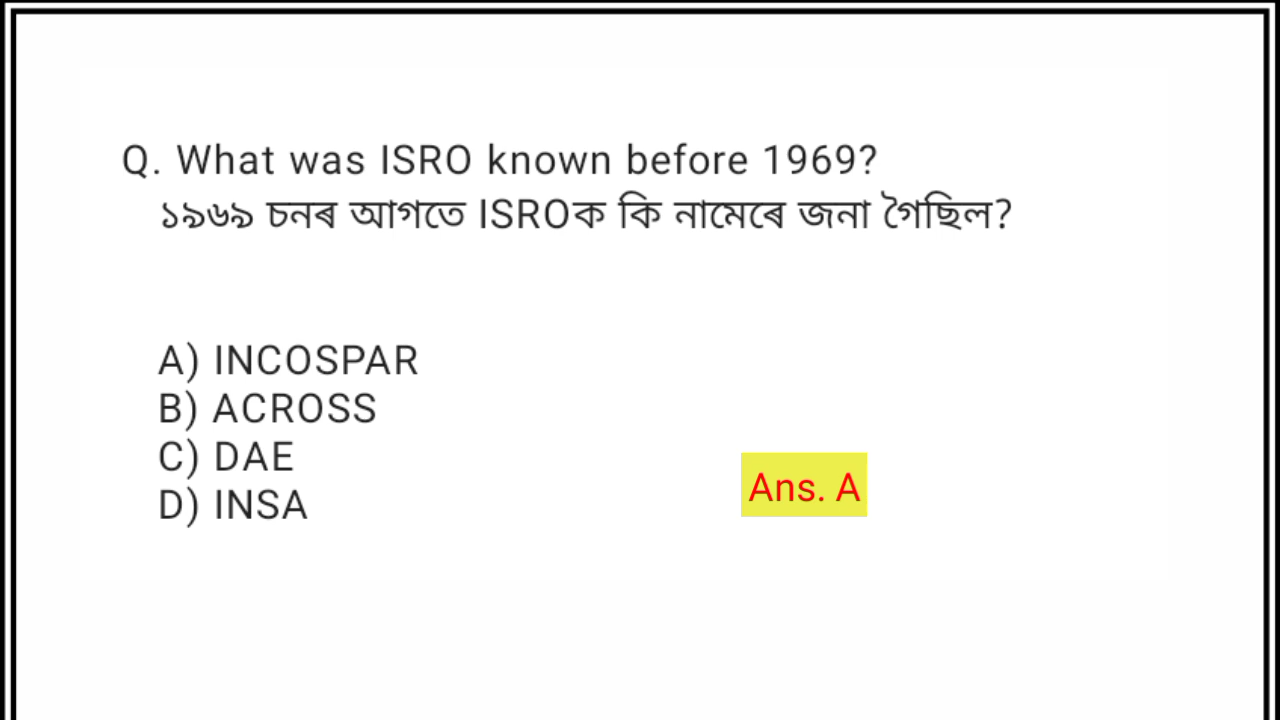 Q. What was ISRO known before 1969?
১৯৬৯ চনৰ আগতে ISROক কি নামেৰে জনা গৈছিল?
A) INCOSPAR
B) ACROSS
C) DAE
D) INSA
Ans. A